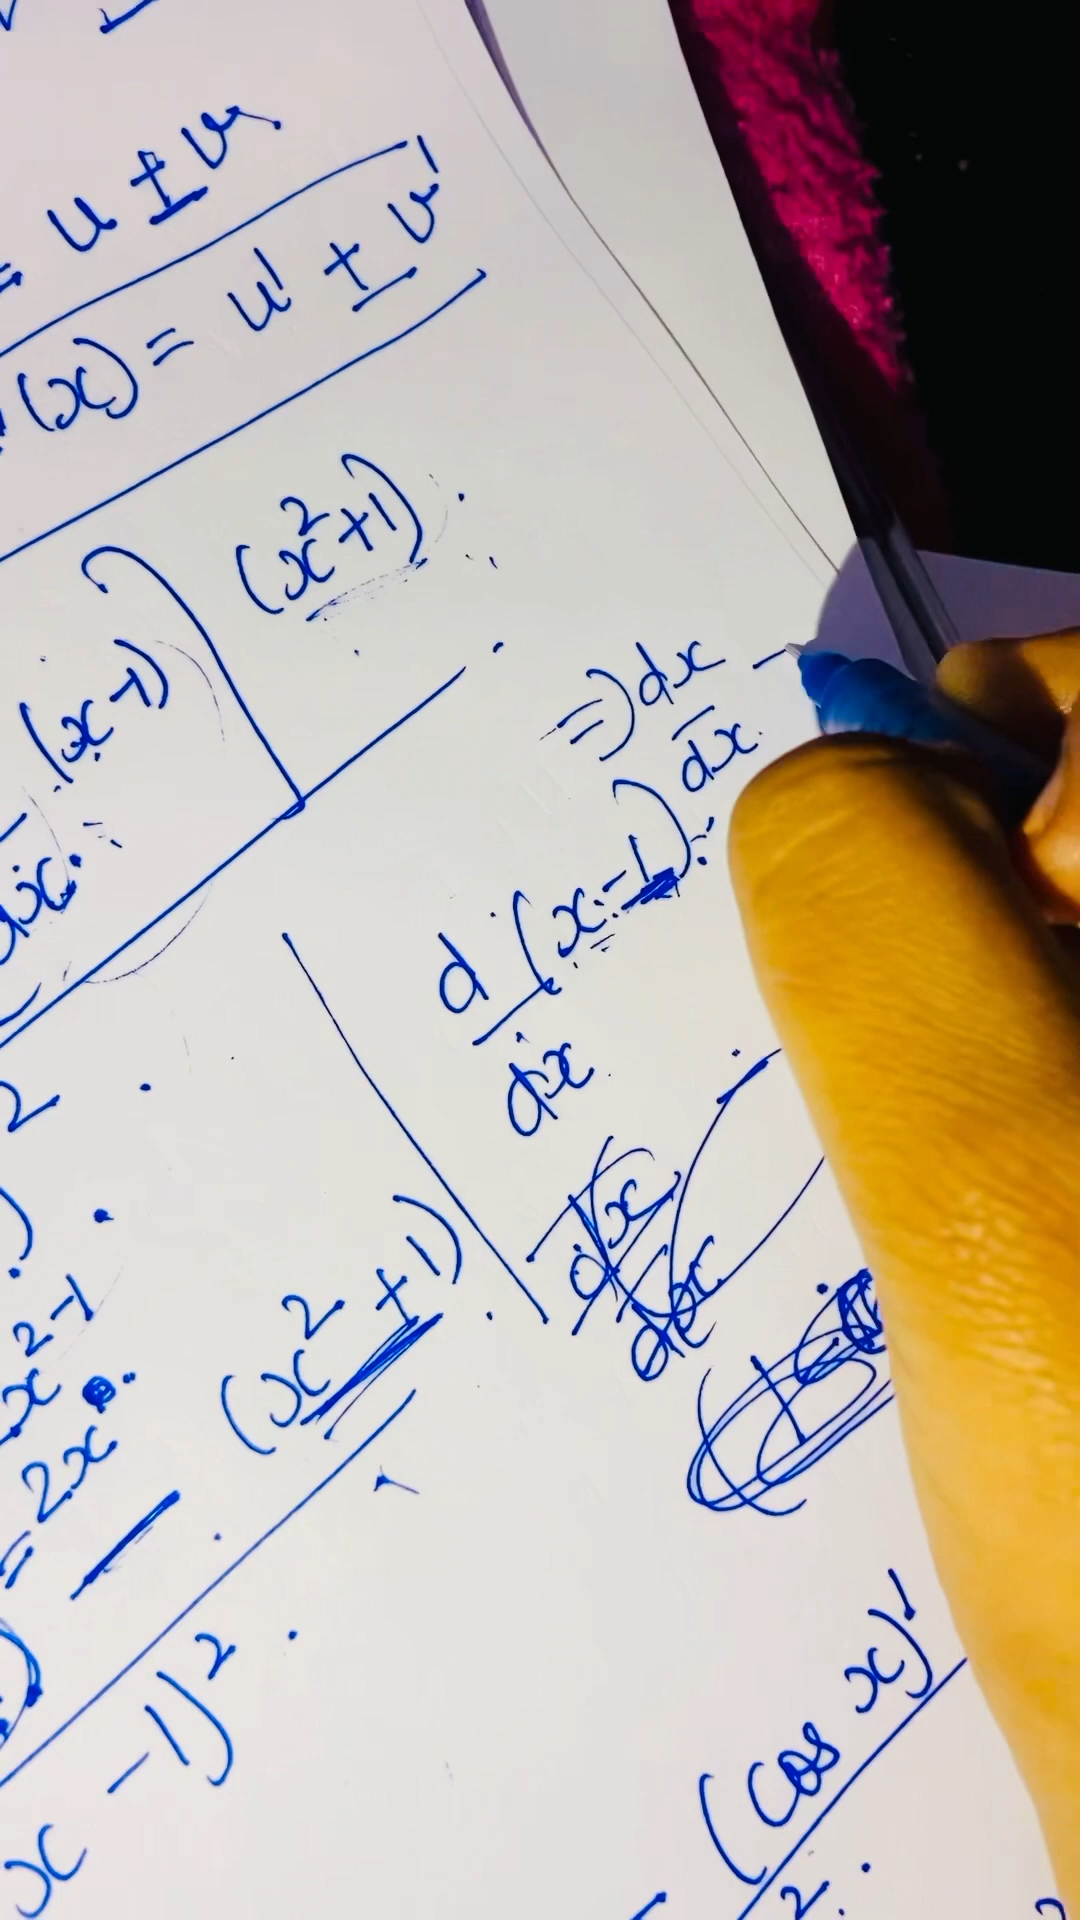 = u ± v
(x) = u' ± v'
(x²+1).
(x-1)
dx.
=> dx/dx -
d/dx (x-1).
2
dx/dx
(x²+1)
x²-1
= 2x
x -1)²
(cos x)'
2